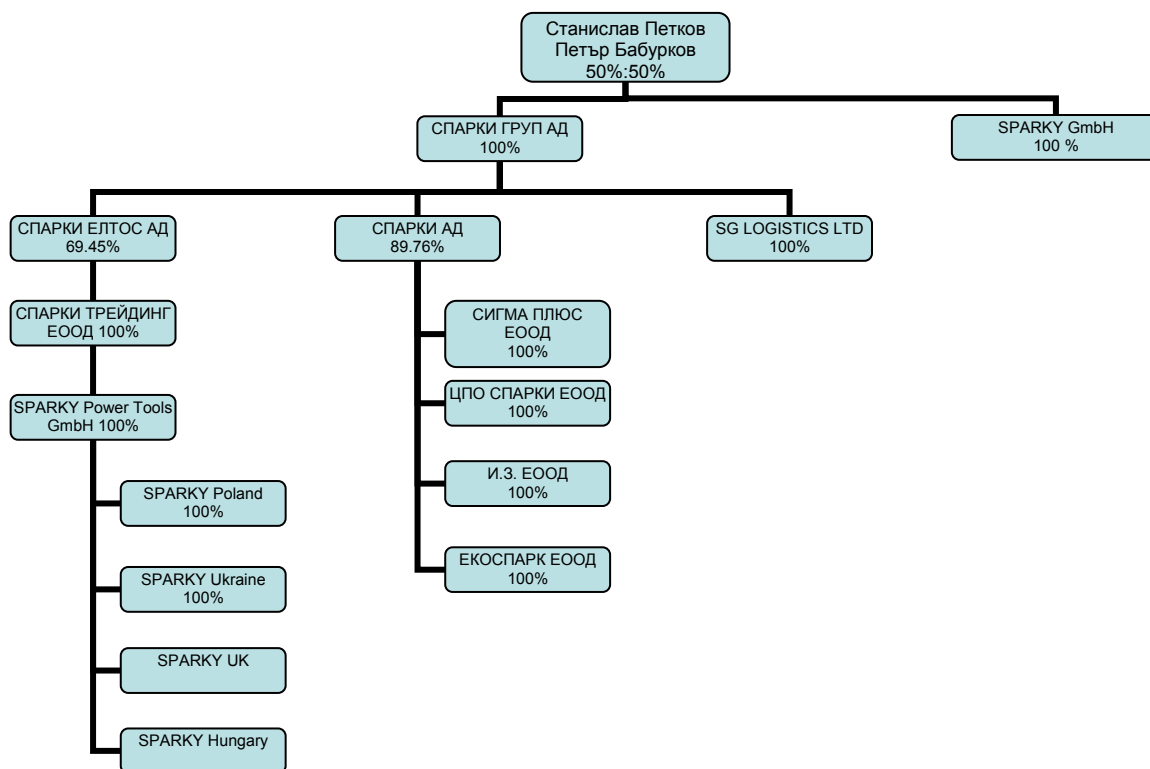 Станислав Петков
Петър Бабурков
50%:50%
СПАРКИ ГРУП АД
100%
SPARKY GmbH
100 %
СПАРКИ ЕЛТОС АД
69.45%
СПАРКИ АД
89.76%
SG LOGISTICS LTD
100%
СПАРКИ ТРЕЙДИНГ
ЕООД 100%
SPARKY Power Tools
GmbH 100%
SPARKY Poland
100%
SPARKY Ukraine
100%
SPARKY UK
SPARKY Hungary
СИГМА ПЛЮС
ЕООД
100%
ЦПО СПАРКИ ЕООД
100%
И.З. ЕООД
100%
ЕКОСПАРК ЕООД
100%